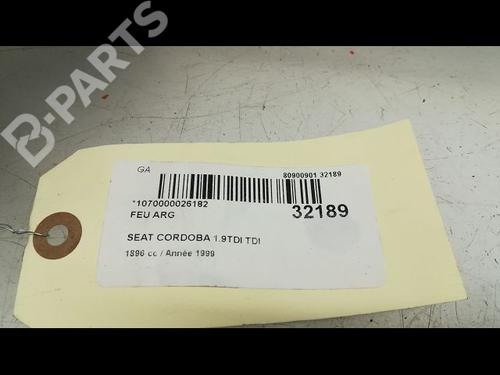 B-PARTS
GA
80900901 32189
*1070000026182
FEU ARG
32189
SEAT CORDOBA 1.9TDI TDI
1896 cc / Année 1999